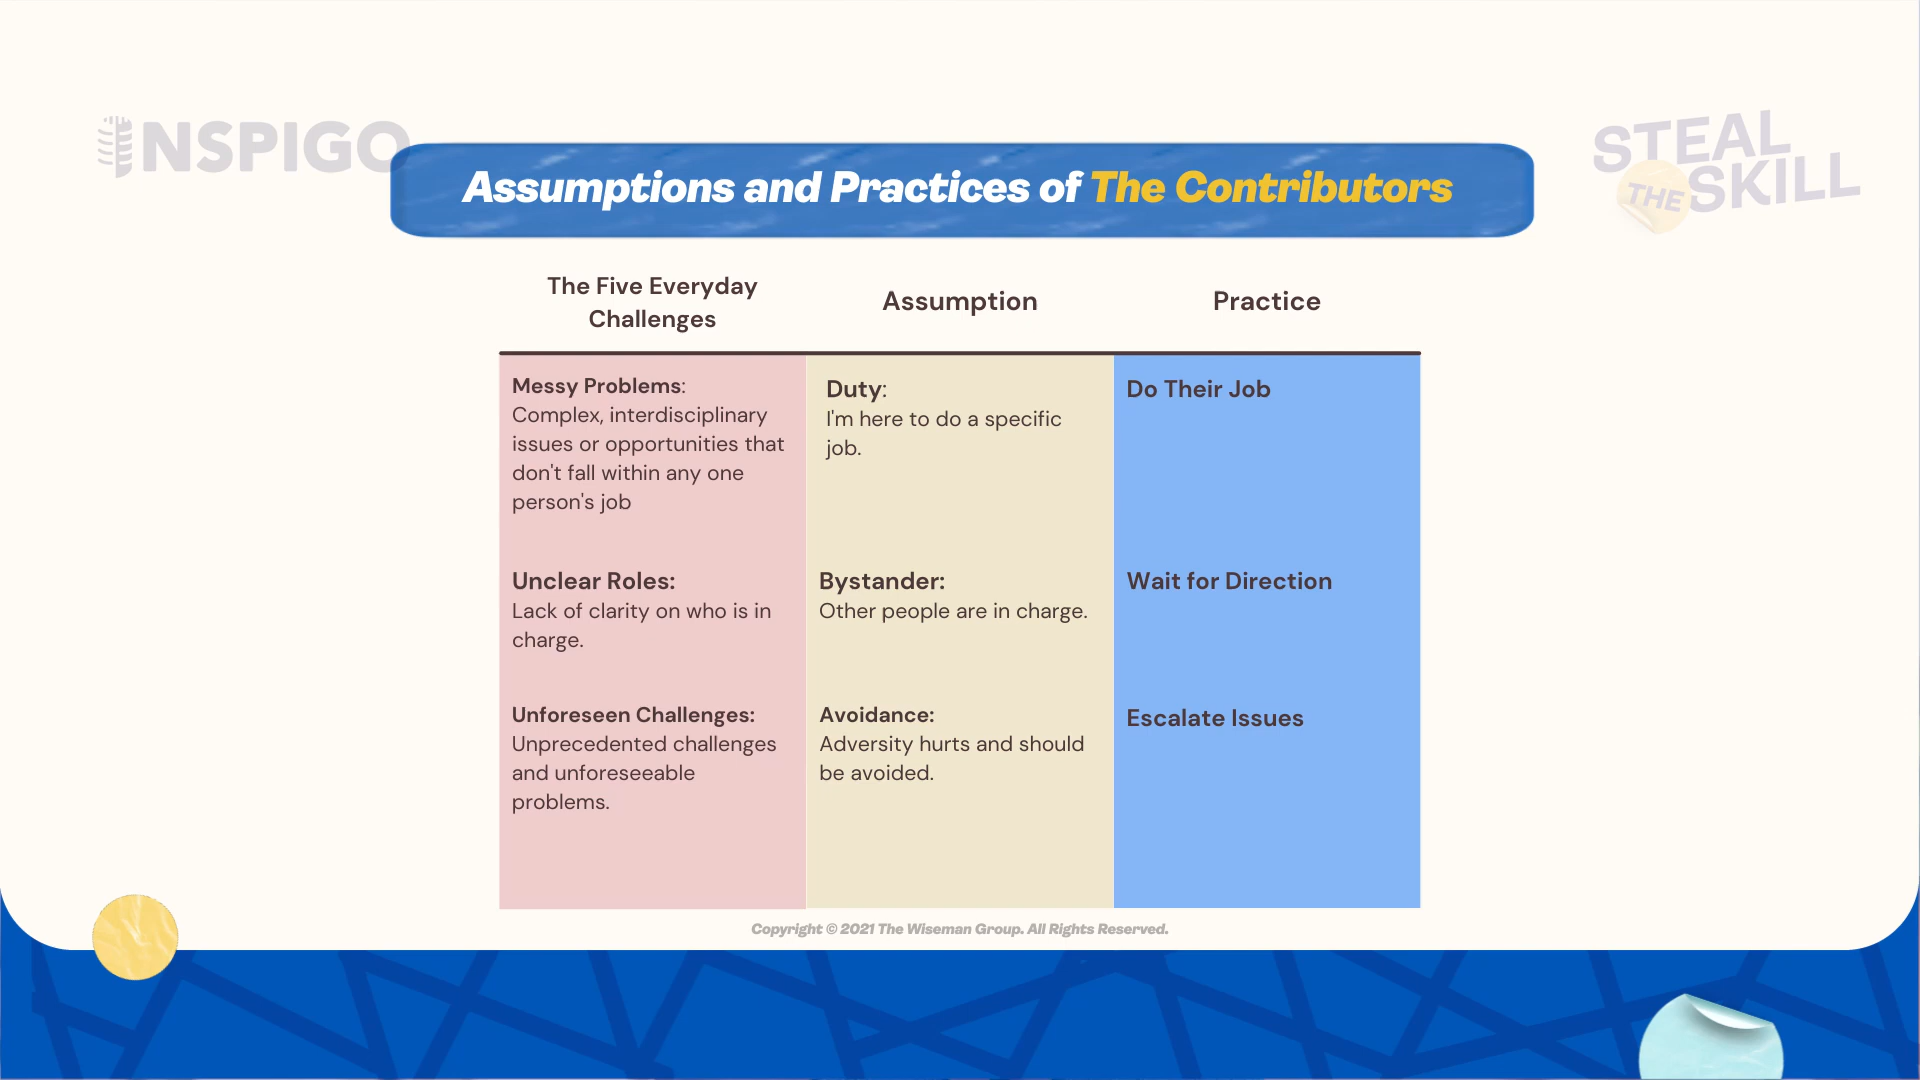 INSPIGO
STEAL
THE SKILL
Assumptions and Practices of The Contributors
The Five Everyday
Challenges
Assumption
Practice
Messy Problems:
Complex, interdisciplinary
issues or opportunities that
don't fall within any one
person's job
Duty:
I'm here to do a specific
job.
Do Their Job
Unclear Roles:
Lack of clarity on who is in
charge.
Bystander:
Other people are in charge.
Wait for Direction
Unforeseen Challenges:
Unprecedented challenges
and unforeseeable
problems.
Avoidance:
Adversity hurts and should
be avoided.
Escalate Issues
Copyright © 2021 The Wiseman Group. All Rights Reserved.